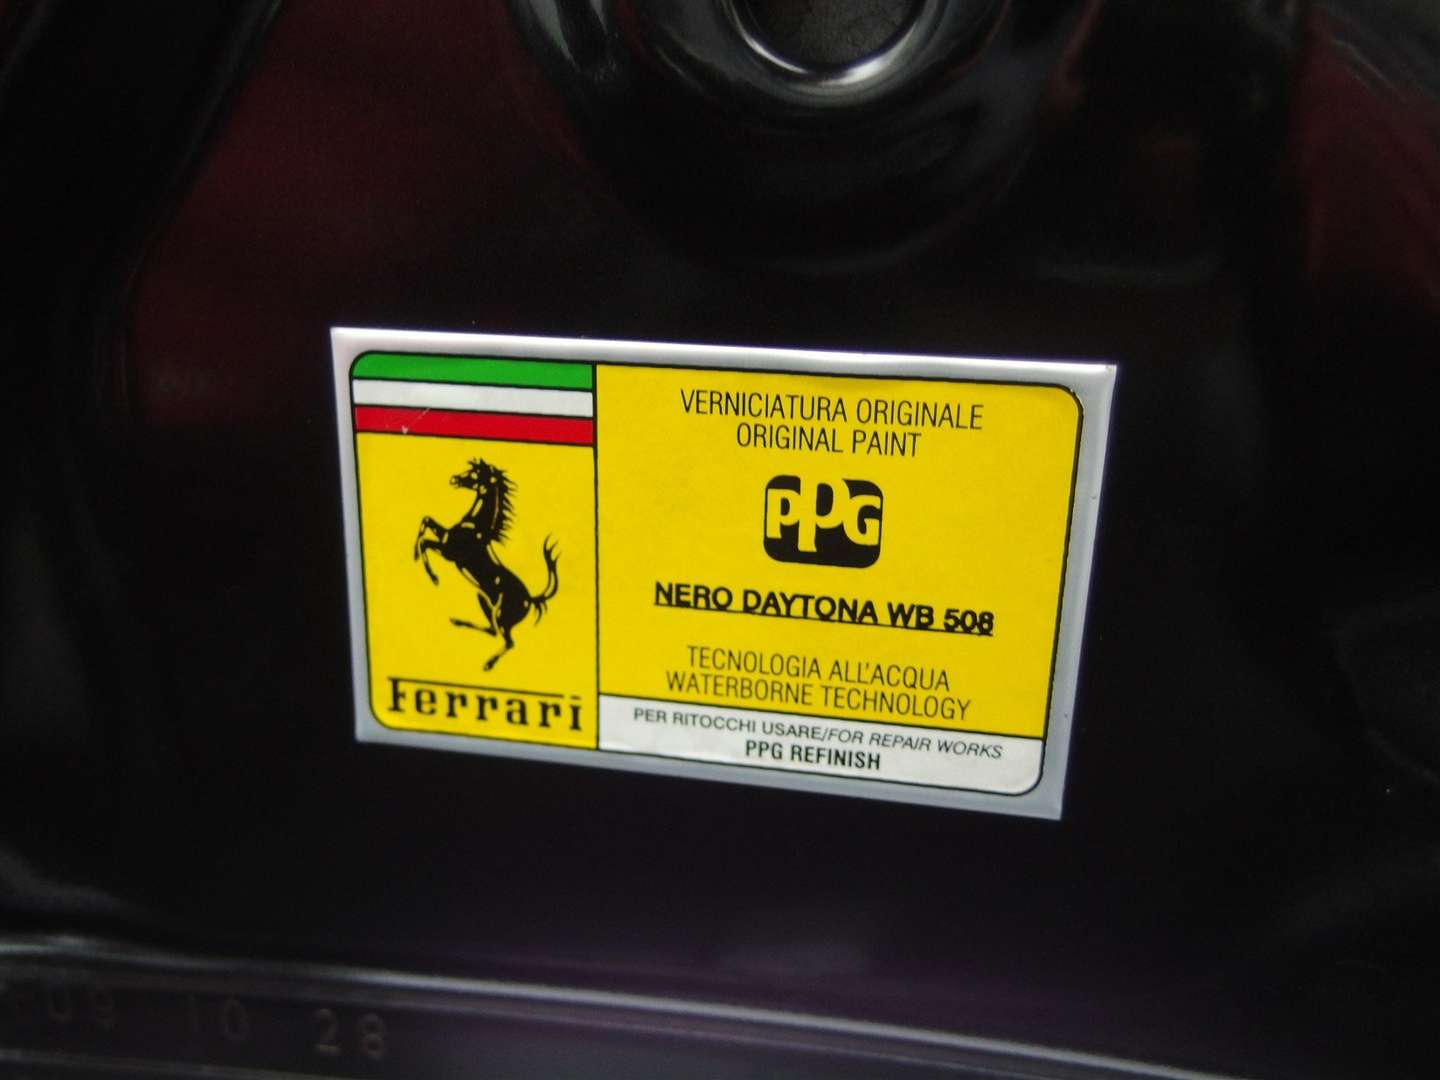 VERNICIATURA ORIGINALE
ORIGINAL PAINT
PPG
NERO DAYTONA WB 508
TECNOLOGIA ALL'ACQUA
WATERBORNE TECHNOLOGY
Ferrari
PER RITOCCHI USARE/FOR REPAIR WORKS
PPG REFINISH
09 10 28